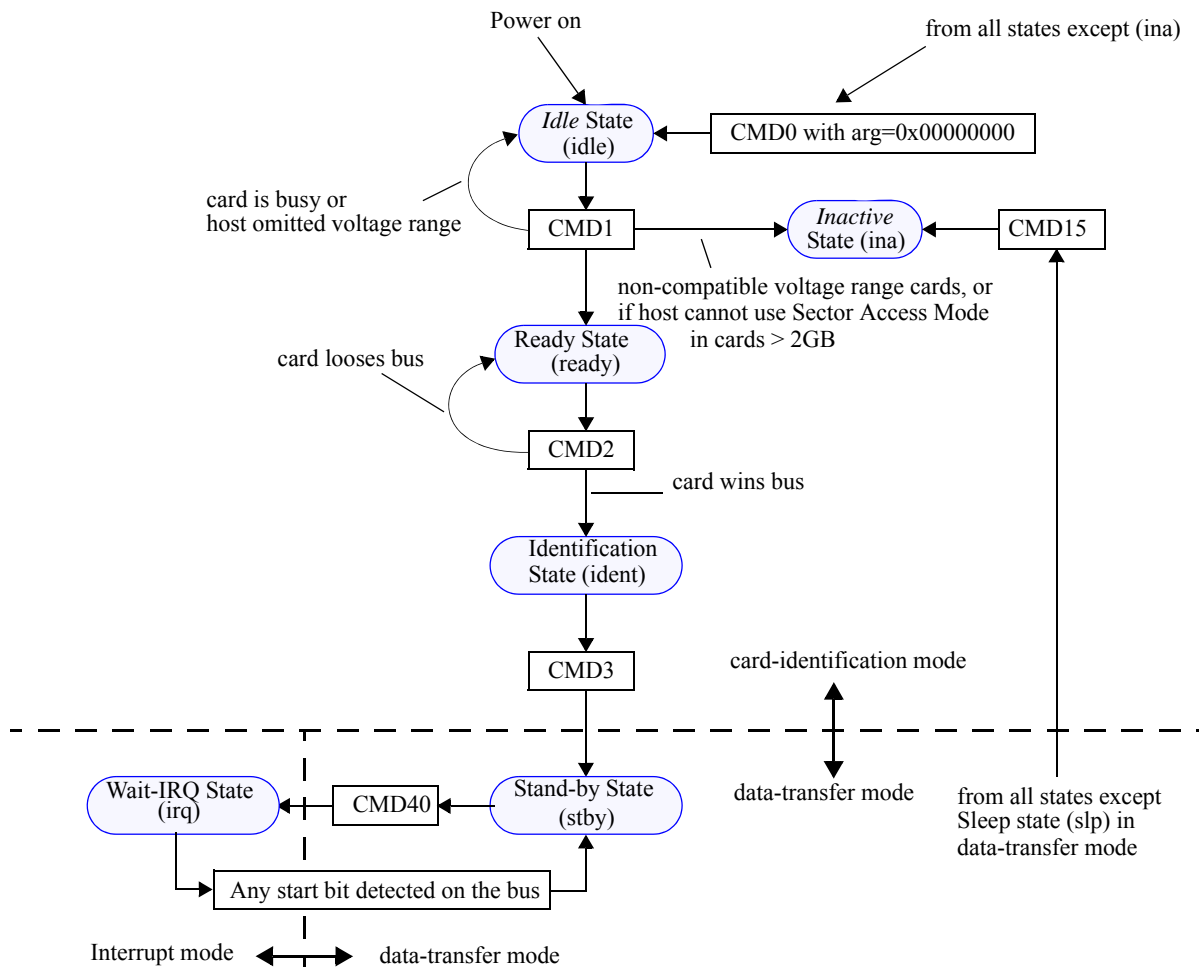 Power on
from all states except (ina)
Idle State
(idle)
CMD0 with arg=0x00000000
card is busy or
host omitted voltage range
CMD1
Inactive
State (ina)
CMD15
non-compatible voltage range cards, or
if host cannot use Sector Access Mode
in cards > 2GB
Ready State
(ready)
card looses bus
CMD2
card wins bus
Identification
State (ident)
CMD3
card-identification mode
Wait-IRQ State
(irq)
CMD40
Stand-by State
(stby)
data-transfer mode
from all states except
Sleep state (slp) in
data-transfer mode
Any start bit detected on the bus
Interrupt mode
data-transfer mode